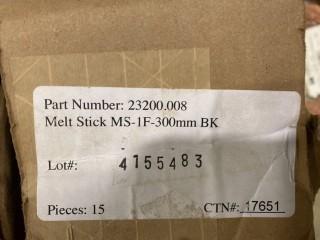 Part Number: 23200.008
Melt Stick MS-1F-300mm BK
Lot#: 4155483
Pieces: 15 CTN#: 17651